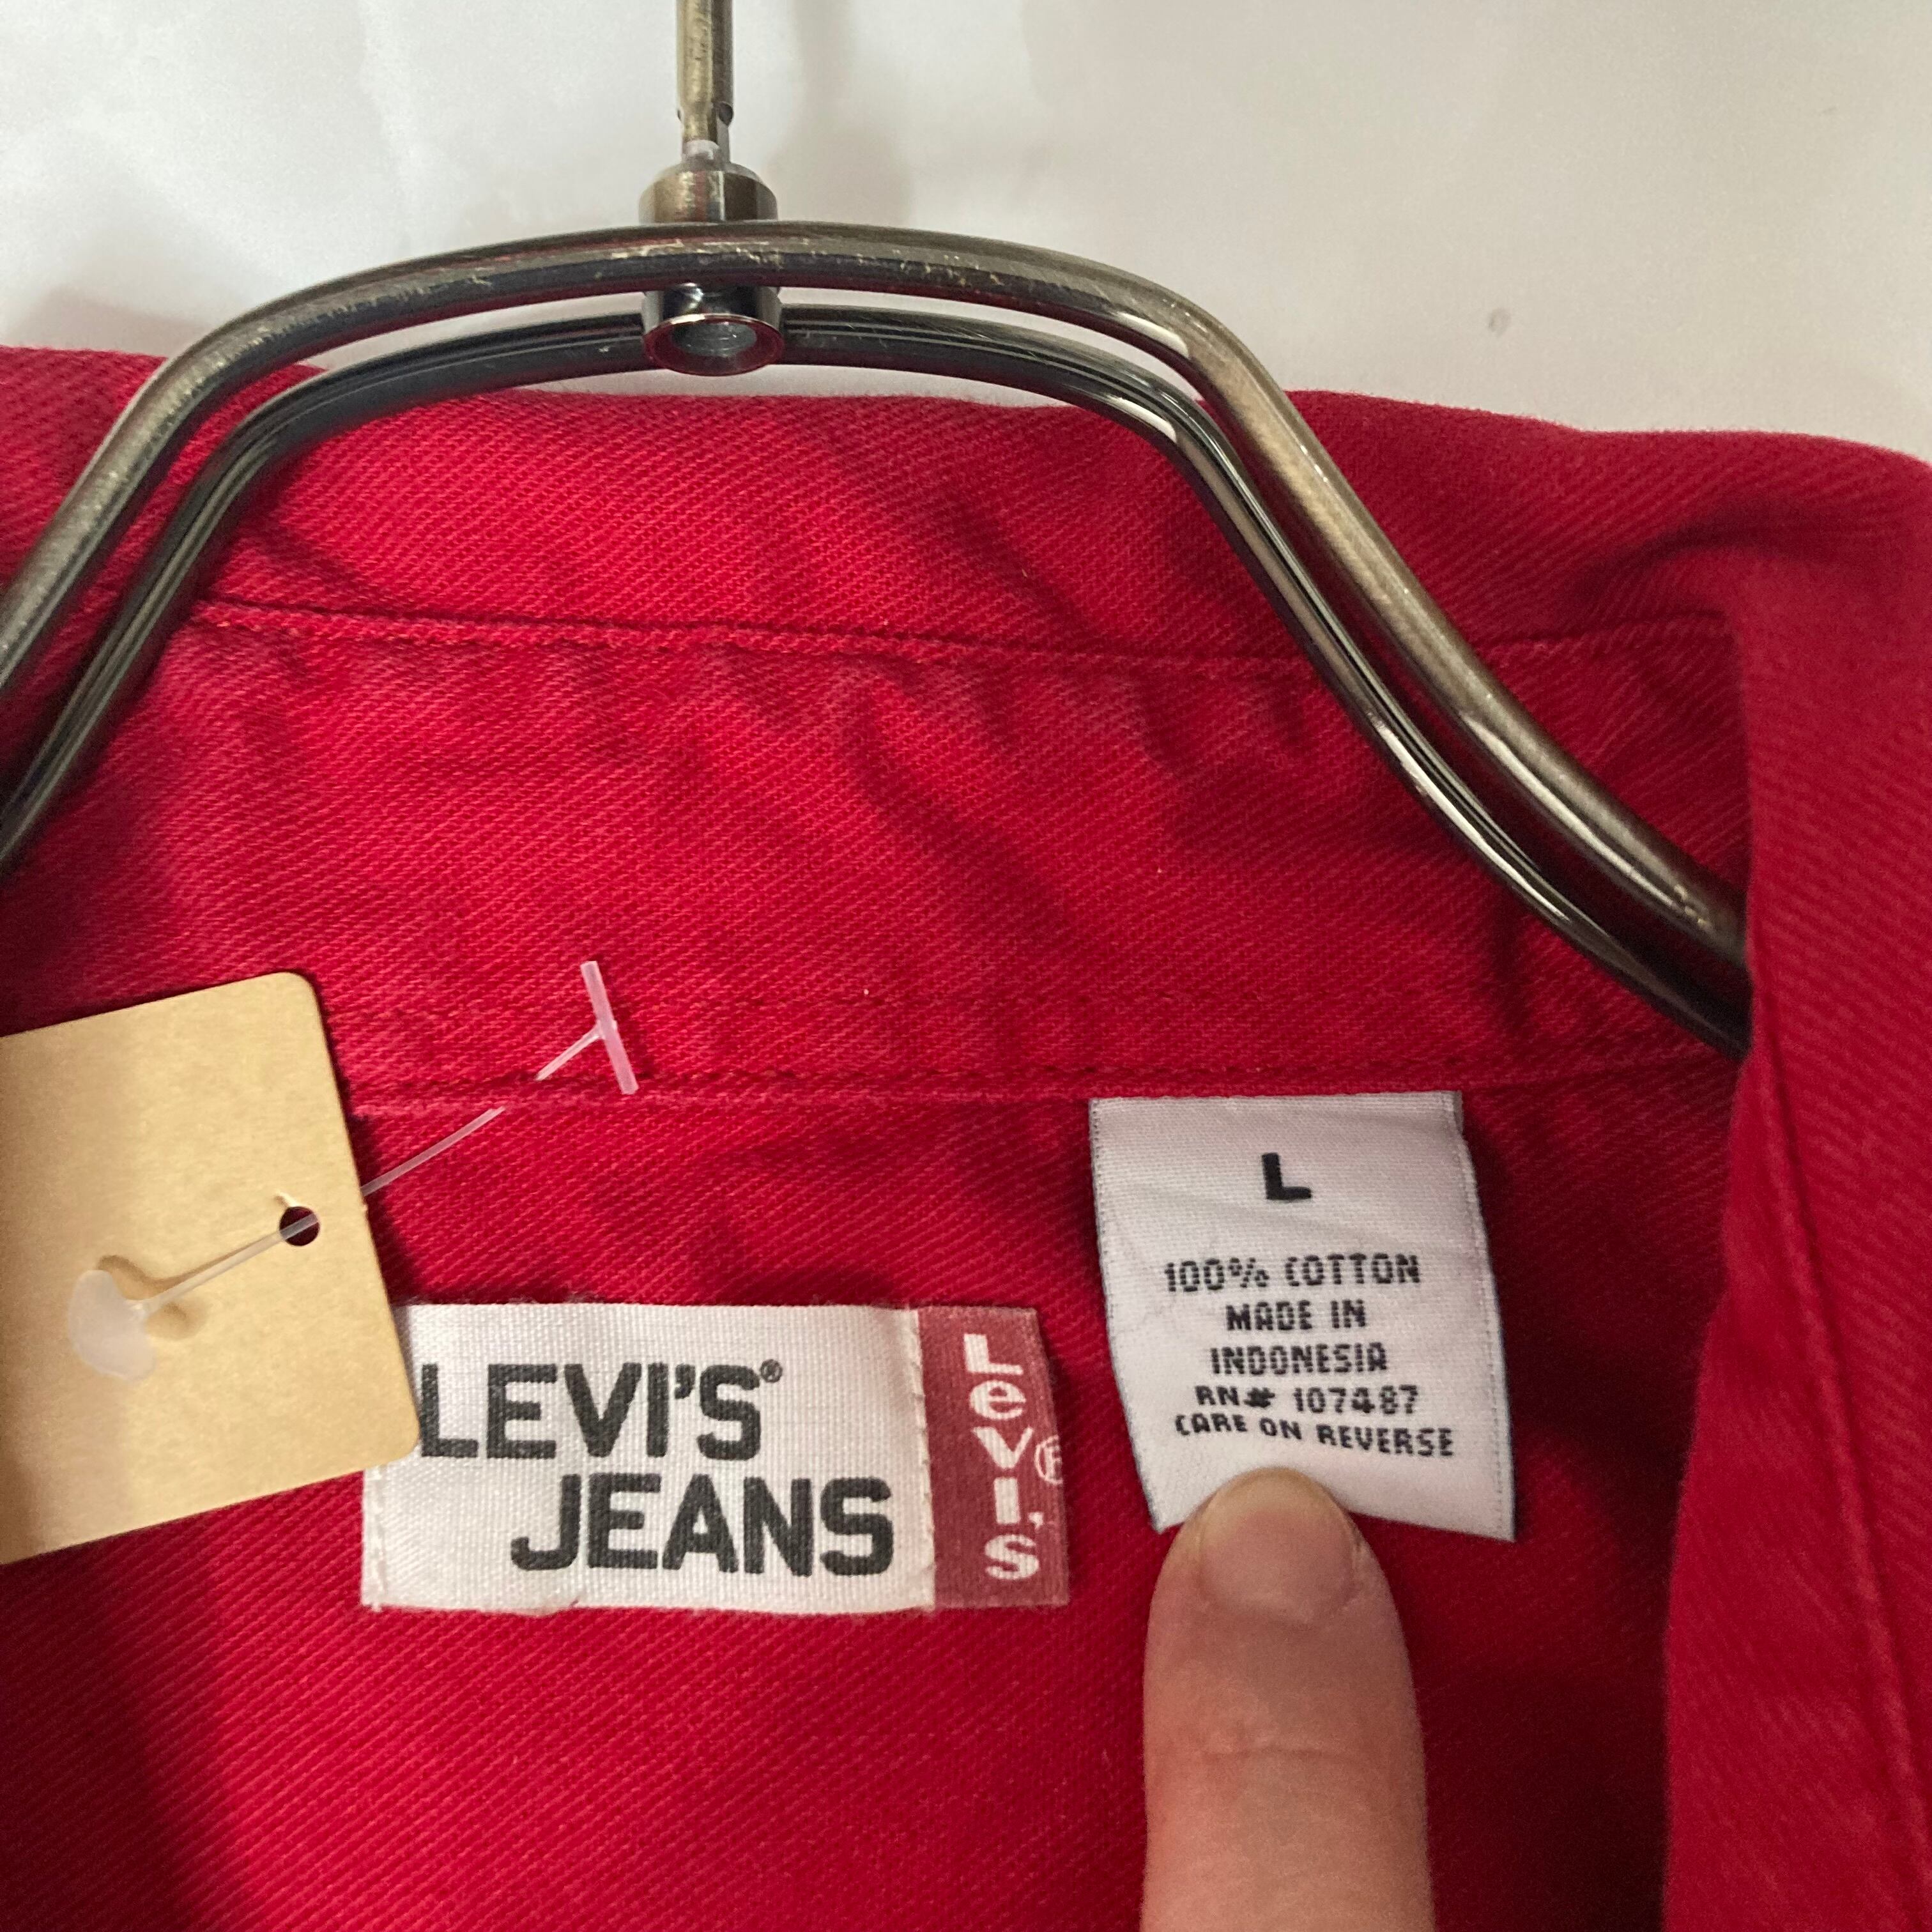 L
100% COTTON
MADE IN
INDONESIA
RN# 107487
CARE ON REVERSE
LEVI'S®
JEANS
LeVI'S®